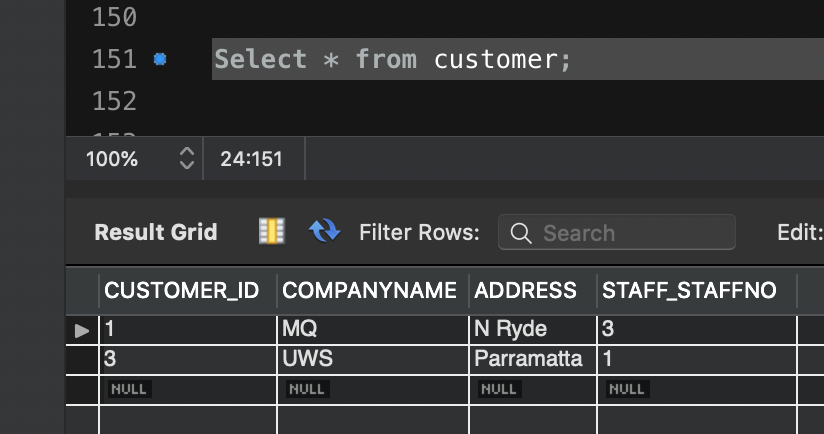 150
151 Select * from customer;
152
100% 24:151
Result Grid Filter Rows: Search Edit:
CUSTOMER_ID COMPANYNAME ADDRESS STAFF_STAFFNO
1 MQ N Ryde 3
3 UWS Parramatta 1
NULL NULL NULL NULL